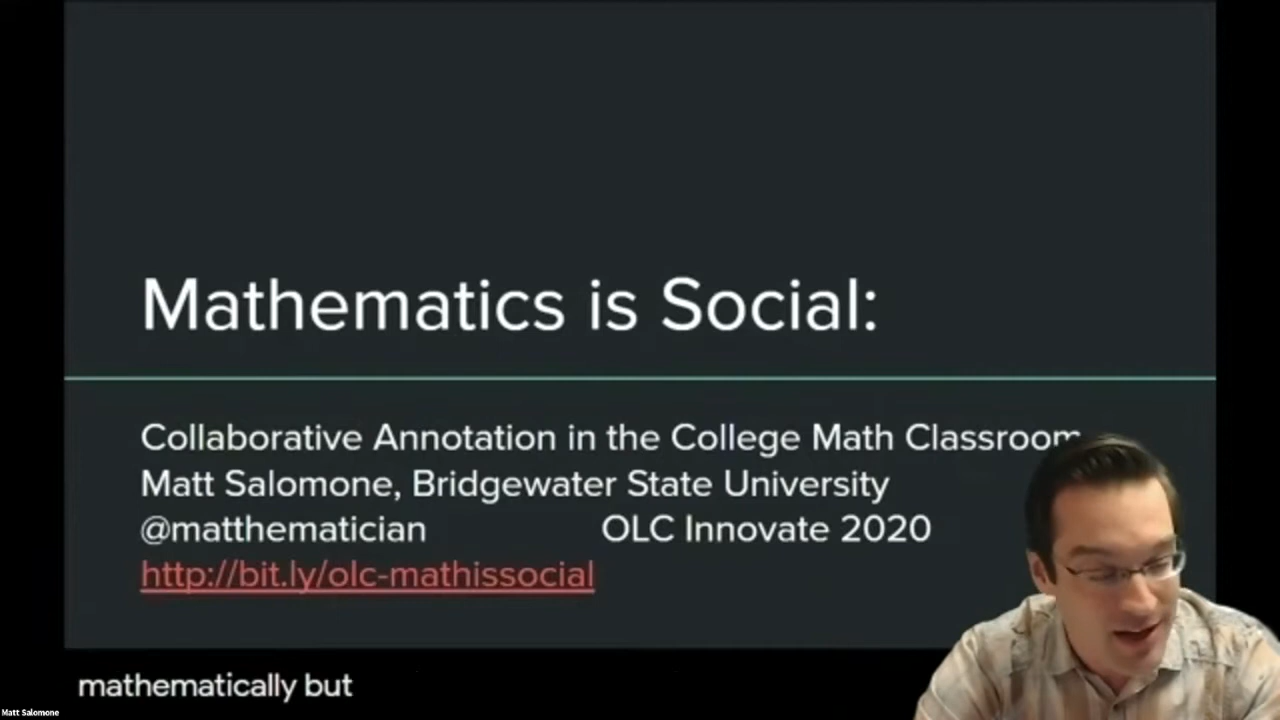 Mathematics is Social:
Collaborative Annotation in the College Math Classroom
Matt Salomone, Bridgewater State University
@matthematician OLC Innovate 2020
http://bit.ly/olc-mathissocial
mathematically but
Matt Salomone